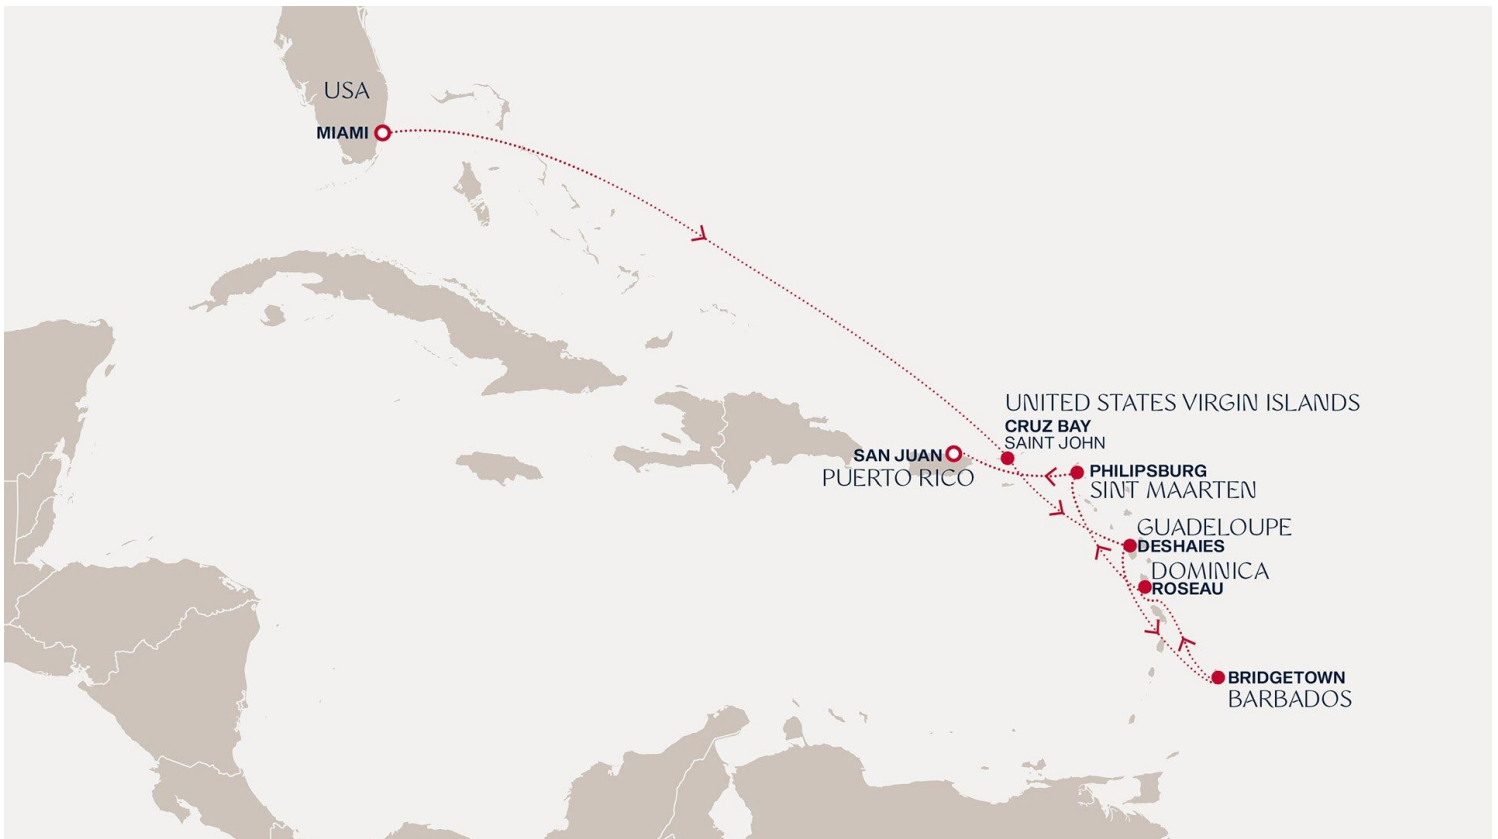 USA
MIAMI
UNITED STATES VIRGIN ISLANDS
CRUZ BAY
SAINT JOHN
SAN JUAN
PUERTO RICO
PHILIPSBURG
SINT MAARTEN
GUADELOUPE
DESHAIES
DOMINICA
ROSEAU
BRIDGETOWN
BARBADOS